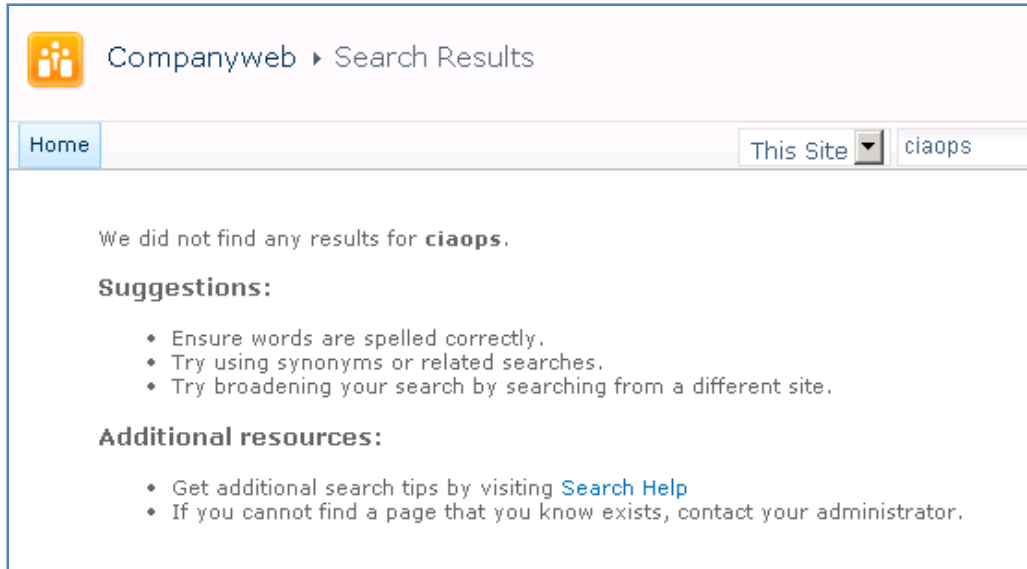 Companyweb ▸ Search Results
Home
This Site ciaops
We did not find any results for ciaops.
Suggestions:
• Ensure words are spelled correctly.
• Try using synonyms or related searches.
• Try broadening your search by searching from a different site.
Additional resources:
• Get additional search tips by visiting Search Help
• If you cannot find a page that you know exists, contact your administrator.